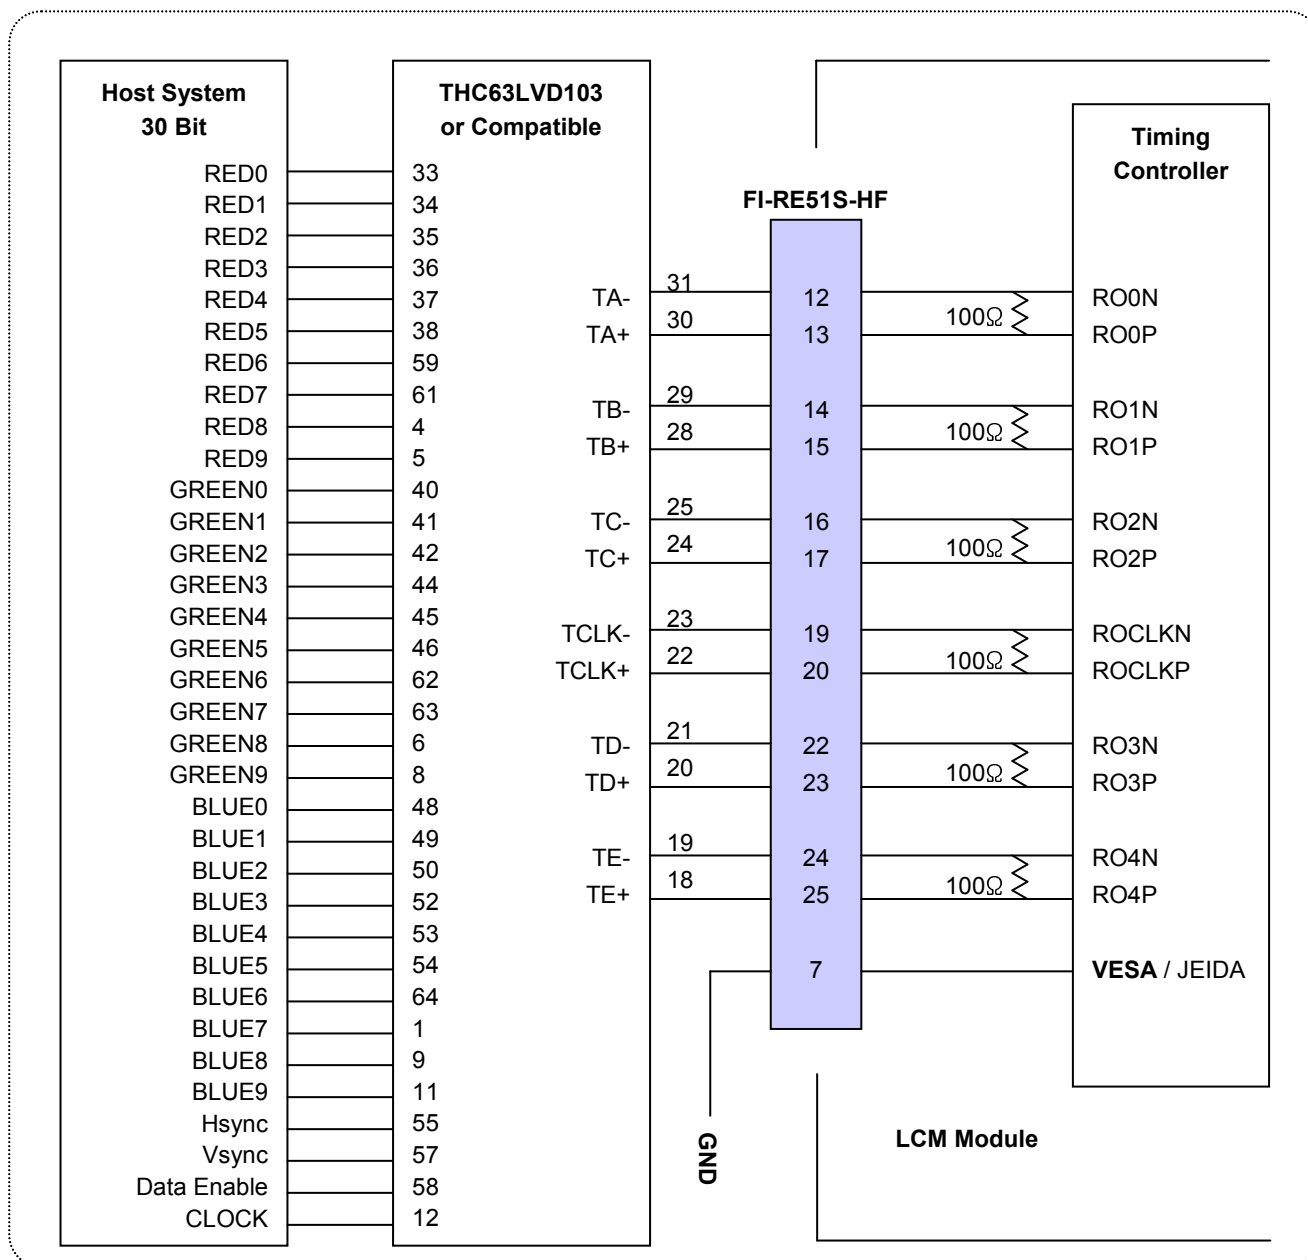 Host System
30 Bit
RED0
RED1
RED2
RED3
RED4
RED5
RED6
RED7
RED8
RED9
GREEN0
GREEN1
GREEN2
GREEN3
GREEN4
GREEN5
GREEN6
GREEN7
GREEN8
GREEN9
BLUE0
BLUE1
BLUE2
BLUE3
BLUE4
BLUE5
BLUE6
BLUE7
BLUE8
BLUE9
Hsync
Vsync
Data Enable
CLOCK
THC63LVD103
or Compatible
33
34
35
36
37
38
59
61
4
5
40
41
42
44
45
46
62
63
6
8
48
49
50
52
53
54
64
1
9
11
55
57
58
12
TA-
TA+
TB-
TB+
TC-
TC+
TCLK-
TCLK+
TD-
TD+
TE-
TE+
31
30
29
28
25
24
23
22
21
20
19
18
GND
FI-RE51S-HF
12
13
14
15
16
17
19
20
22
23
24
25
7
100Ω
100Ω
100Ω
100Ω
100Ω
100Ω
Timing
Controller
RO0N
RO0P
RO1N
RO1P
RO2N
RO2P
ROCLKN
ROCLKP
RO3N
RO3P
RO4N
RO4P
VESA / JEIDA
LCM Module